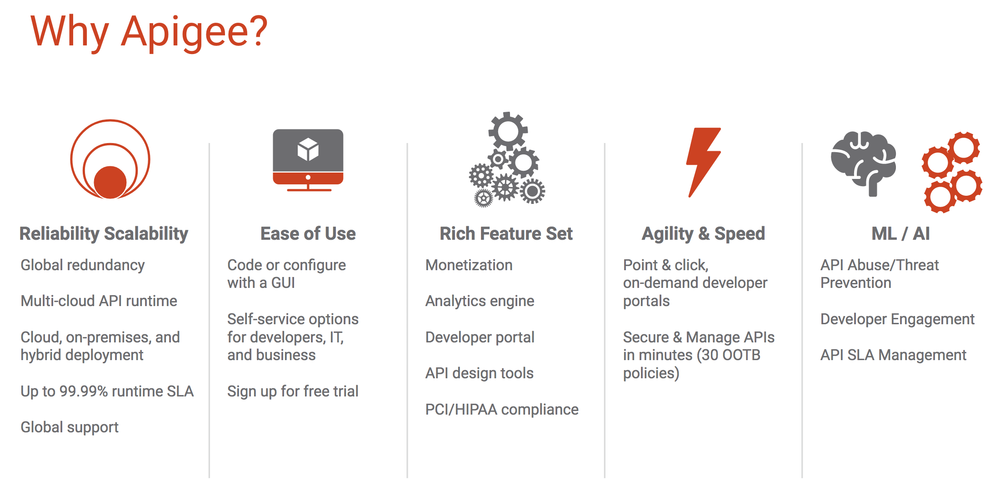 Why Apigee?
Reliability Scalability
Global redundancy
Multi-cloud API runtime
Cloud, on-premises, and
hybrid deployment
Up to 99.99% runtime SLA
Global support
Ease of Use
Code or configure
with a GUI
Self-service options
for developers, IT,
and business
Sign up for free trial
Rich Feature Set
Monetization
Analytics engine
Developer portal
API design tools
PCI/HIPAA compliance
Agility & Speed
Point & click,
on-demand developer
portals
Secure & Manage APIs
in minutes (30 OOTB
policies)
ML / AI
API Abuse/Threat
Prevention
Developer Engagement
API SLA Management